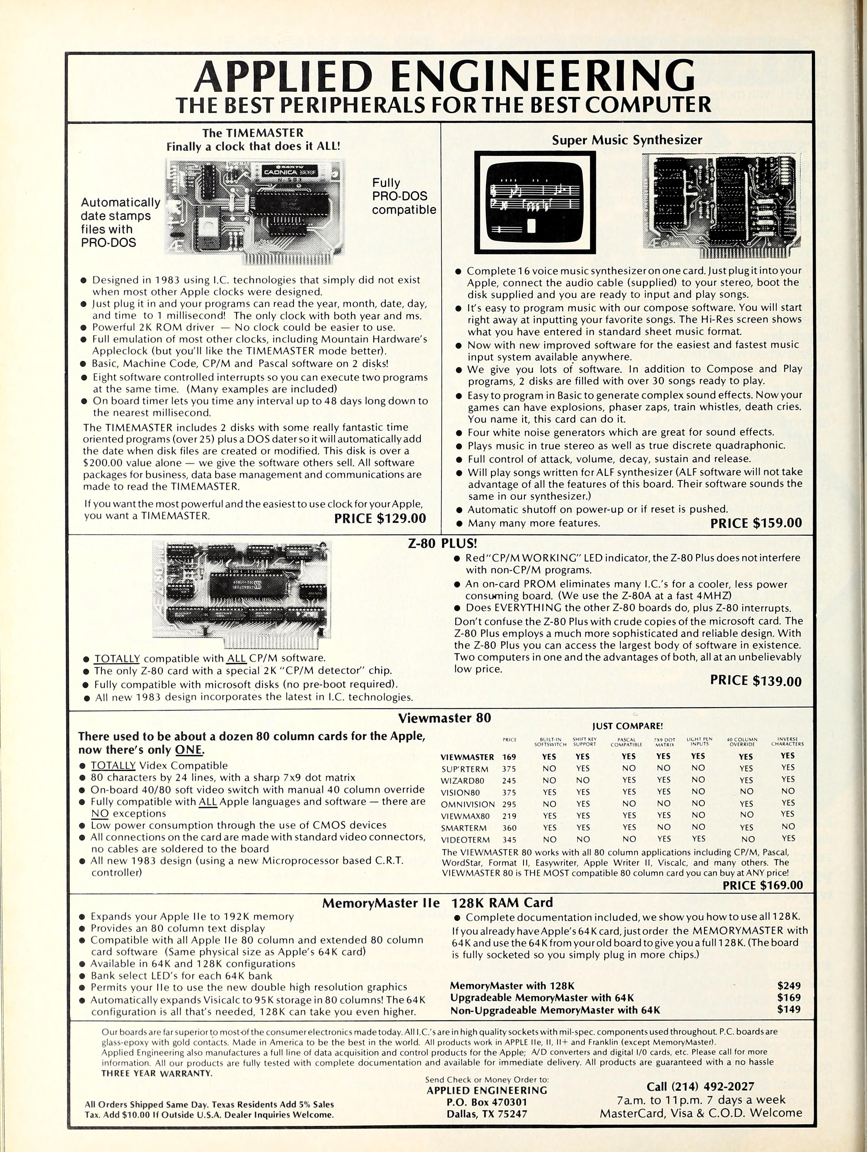 APPLIED ENGINEERING
THE BEST PERIPHERALS FOR THE BEST COMPUTER
The TIMEMASTER
Finally a clock that does it ALL!
Automatically
date stamps
files with
PRO-DOS
SANYO
CADNICA
Fully
PRO-DOS
compatible
● Designed in 1983 using I.C. technologies that simply did not exist
when most other Apple clocks were designed.
● Just plug it in and your programs can read the year, month, date, day,
and time to 1 millisecond! The only clock with both year and ms.
● Powerful 2K ROM driver — No clock could be easier to use.
● Full emulation of most other clocks, including Mountain Hardware's
Appleclock (but you'll like the TIMEMASTER mode better).
● Basic, Machine Code, CP/M and Pascal software on 2 disks!
● Eight software controlled interrupts so you can execute two programs
at the same time. (Many examples are included)
● On board timer lets you time any interval up to 48 days long down to
the nearest millisecond.
The TIMEMASTER includes 2 disks with some really fantastic time
oriented programs (over 25) plus a DOS dater so it will automatically add
the date when disk files are created or modified. This disk is over a
$200.00 value alone — we give the software others sell. All software
packages for business, data base management and communications are
made to read the TIMEMASTER.
If you want the most powerful and the easiest to use clock for your Apple,
you want a TIMEMASTER. PRICE $129.00
Super Music Synthesizer
● Complete 16 voice music synthesizer on one card. Just plug it into your
Apple, connect the audio cable (supplied) to your stereo, boot the
disk supplied and you are ready to input and play songs.
● It's easy to program music with our compose software. You will start
right away at inputting your favorite songs. The Hi-Res screen shows
what you have entered in standard sheet music format.
● Now with new improved software for the easiest and fastest music
input system available anywhere.
● We give you lots of software. In addition to Compose and Play
programs, 2 disks are filled with over 30 songs ready to play.
● Easy to program in Basic to generate complex sound effects. Now your
games can have explosions, phaser zaps, train whistles, death cries.
You name it, this card can do it.
● Four white noise generators which are great for sound effects.
● Plays music in true stereo as well as true discrete quadraphonic.
● Full control of attack, volume, decay, sustain and release.
● Will play songs written for ALF synthesizer (ALF software will not take
advantage of all the features of this board. Their software sounds the
same in our synthesizer.)
● Automatic shutoff on power-up or if reset is pushed.
● Many many more features. PRICE $159.00
Z-80 PLUS!
● TOTALLY compatible with ALL CP/M software.
● The only Z-80 card with a special 2K "CP/M detector" chip.
● Fully compatible with microsoft disks (no pre-boot required).
● All new 1983 design incorporates the latest in I.C. technologies.
● Red "CP/M WORKING" LED indicator, the Z-80 Plus does not interfere
with non-CP/M programs.
● An on-card PROM eliminates many I.C.'s for a cooler, less power
consuming board. (We use the Z-80A at a fast 4MHZ)
● Does EVERYTHING the other Z-80 boards do, plus Z-80 interrupts.
Don't confuse the Z-80 Plus with crude copies of the microsoft card. The
Z-80 Plus employs a much more sophisticated and reliable design. With
the Z-80 Plus you can access the largest body of software in existence.
Two computers in one and the advantages of both, all at an unbelievably
low price.
PRICE $139.00
Viewmaster 80
There used to be about a dozen 80 column cards for the Apple,
now there's only ONE.
● TOTALLY Videx Compatible
● 80 characters by 24 lines, with a sharp 7x9 dot matrix
● On-board 40/80 soft video switch with manual 40 column override
● Fully compatible with ALL Apple languages and software — there are
NO exceptions
● Low power consumption through the use of CMOS devices
● All connections on the card are made with standard video connectors,
no cables are soldered to the board
● All new 1983 design (using a new Microprocessor based C.R.T.
controller)
JUST COMPARE!
PRICE BUILT-IN SOFTSWITCH SHIFT KEY SUPPORT PASCAL COMPATIBLE 7X9 DOT MATRIX LIGHT PEN INPUTS 40 COLUMN OVERRIDE INVERSE CHARACTERS
VIEWMASTER 169 YES YES YES YES YES YES YES
SUP'RTERM 375 NO YES NO NO NO YES YES
WIZARD80 245 NO NO YES YES NO YES YES
VISION80 375 YES YES YES YES NO NO NO
OMNIVISION 295 NO YES NO NO NO YES YES
VIEWMAX80 219 YES YES YES YES NO NO YES
SMARTERM 360 YES YES YES NO NO YES NO
VIDEOTERM 345 NO NO NO YES YES NO YES
The VIEWMASTER 80 works with all 80 column applications including CP/M, Pascal,
WordStar, Format II, Easywriter, Apple Writer II, Viscalc, and many others. The
VIEWMASTER 80 is THE MOST compatible 80 column card you can buy at ANY price!
PRICE $169.00
MemoryMaster IIe 128K RAM Card
● Expands your Apple IIe to 192K memory
● Provides an 80 column text display
● Compatible with all Apple IIe 80 column and extended 80 column
card software (Same physical size as Apple's 64K card)
● Available in 64K and 128K configurations
● Bank select LED's for each 64K bank
● Permits your IIe to use the new double high resolution graphics
● Automatically expands Visicalc to 95K storage in 80 columns! The 64K
configuration is all that's needed, 128K can take you even higher.
● Complete documentation included, we show you how to use all 128K.
If you already have Apple's 64K card, just order the MEMORYMASTER with
64K and use the 64K from your old board to give you a full 128K. (The board
is fully socketed so you simply plug in more chips.)
MemoryMaster with 128K $249
Upgradeable MemoryMaster with 64K $169
Non-Upgradeable MemoryMaster with 64K $149
Our boards are far superior to most of the consumer electronics made today. All I.C.'s are in high quality sockets with mil-spec. components used throughout. P.C. boards are
glass-epoxy with gold contacts. Made in America to be the best in the world. All products work in APPLE IIe, II, II+ and Franklin (except MemoryMaster).
Applied Engineering also manufactures a full line of data acquisition and control products for the Apple; A/D converters and digital I/0 cards, etc. Please call for more
information. All our products are fully tested with complete documentation and available for immediate delivery. All products are guaranteed with a no hassle
THREE YEAR WARRANTY.
All Orders Shipped Same Day. Texas Residents Add 5% Sales
Tax. Add $10.00 If Outside U.S.A. Dealer Inquiries Welcome.
Send Check or Money Order to:
APPLIED ENGINEERING
P.O. Box 470301
Dallas, TX 75247
Call (214) 492-2027
7a.m. to 11p.m. 7 days a week
MasterCard, Visa & C.O.D. Welcome